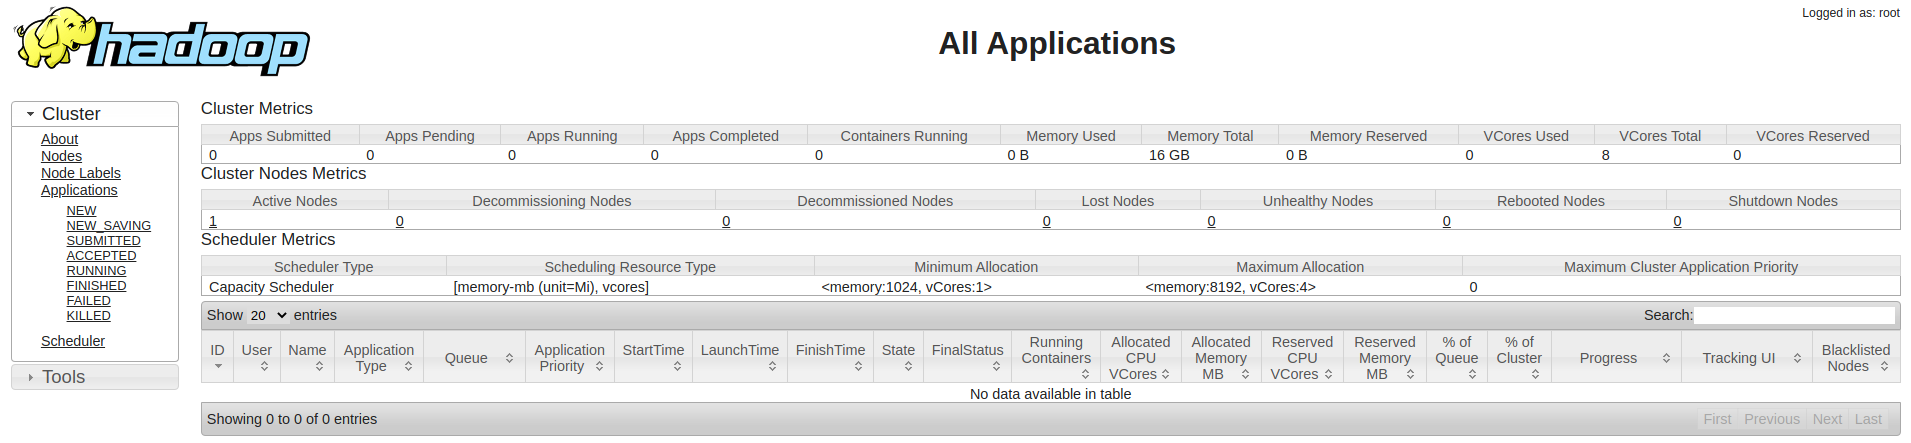 Logged in as: root
hadoop
All Applications
Cluster
About
Nodes
Node Labels
Applications
NEW
NEW_SAVING
SUBMITTED
ACCEPTED
RUNNING
FINISHED
FAILED
KILLED
Scheduler
Tools
Cluster Metrics
Apps Submitted Apps Pending Apps Running Apps Completed Containers Running Memory Used Memory Total Memory Reserved VCores Used VCores Total VCores Reserved
0 0 0 0 0 0 B 16 GB 0 B 0 8 0
Cluster Nodes Metrics
Active Nodes Decommissioning Nodes Decommissioned Nodes Lost Nodes Unhealthy Nodes Rebooted Nodes Shutdown Nodes
1 0 0 0 0 0 0
Scheduler Metrics
Scheduler Type Scheduling Resource Type Minimum Allocation Maximum Allocation Maximum Cluster Application Priority
Capacity Scheduler [memory-mb (unit=Mi), vcores] <memory:1024, vCores:1> <memory:8192, vCores:4> 0
Show 20 entries Search:
ID User Name Application Type Queue Application Priority StartTime LaunchTime FinishTime State FinalStatus Running Containers Allocated CPU VCores Allocated Memory MB Reserved CPU VCores Reserved Memory MB % of Queue % of Cluster Progress Tracking UI Blacklisted Nodes
No data available in table
Showing 0 to 0 of 0 entries First Previous Next Last